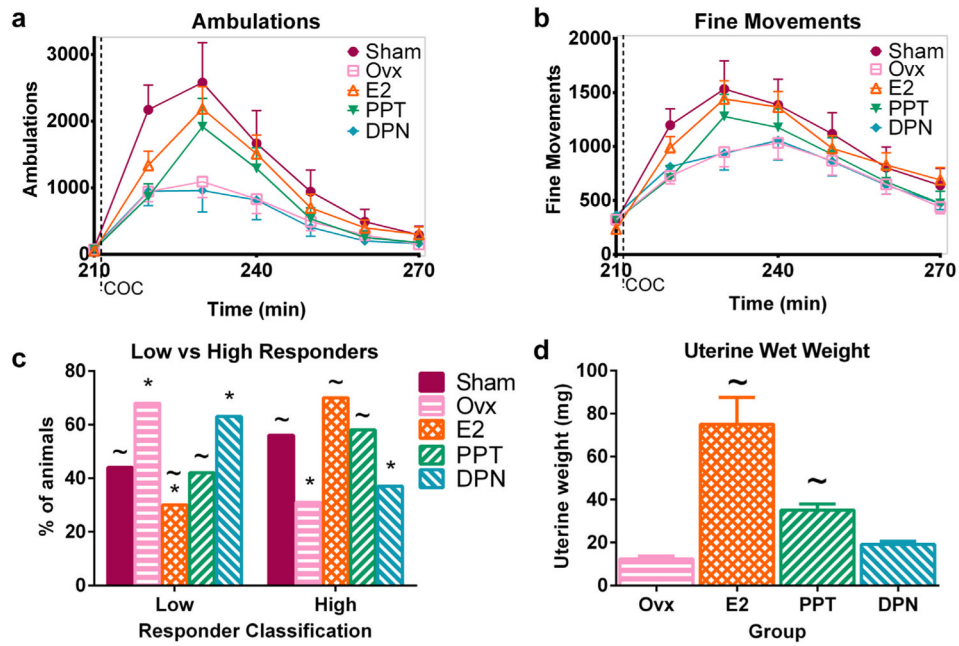 a
Ambulations
3000
2000
1000
0
Ambulations
210
240
270
COC
Time (min)
Sham
Ovx
E2
PPT
DPN
b
Fine Movements
2000
1500
1000
500
0
Fine Movements
210
240
270
COC
Time (min)
Sham
Ovx
E2
PPT
DPN
c
Low vs High Responders
80
60
40
20
0
% of animals
~
*
~
*
~
*
~
*
~
~
*
Low
High
Responder Classification
Sham
Ovx
E2
PPT
DPN
d
Uterine Wet Weight
100
80
60
40
20
0
Uterine weight (mg)
~
~
Ovx
E2
PPT
DPN
Group